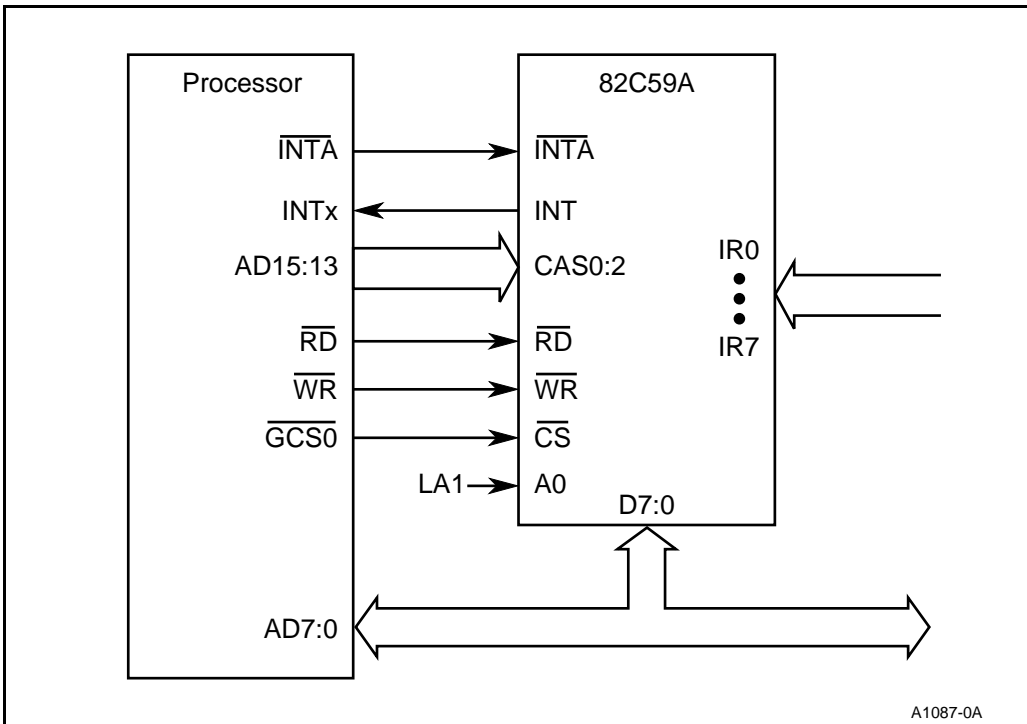 Processor
82C59A
INTA
INTA
INTx
INT
AD15:13
CAS0:2
IR0
IR7
RD
RD
WR
WR
GCS0
CS
LA1
A0
D7:0
AD7:0
A1087-0A